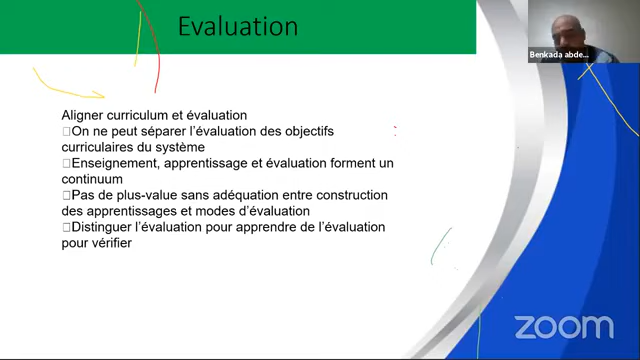 Evaluation
Benkada abde...
Aligner curriculum et évaluation
On ne peut séparer l'évaluation des objectifs
curriculaires du système
Enseignement, apprentissage et évaluation forment un
continuum
Pas de plus-value sans adéquation entre construction
des apprentissages et modes d'évaluation
Distinguer l'évaluation pour apprendre de l'évaluation
pour vérifier
zoom